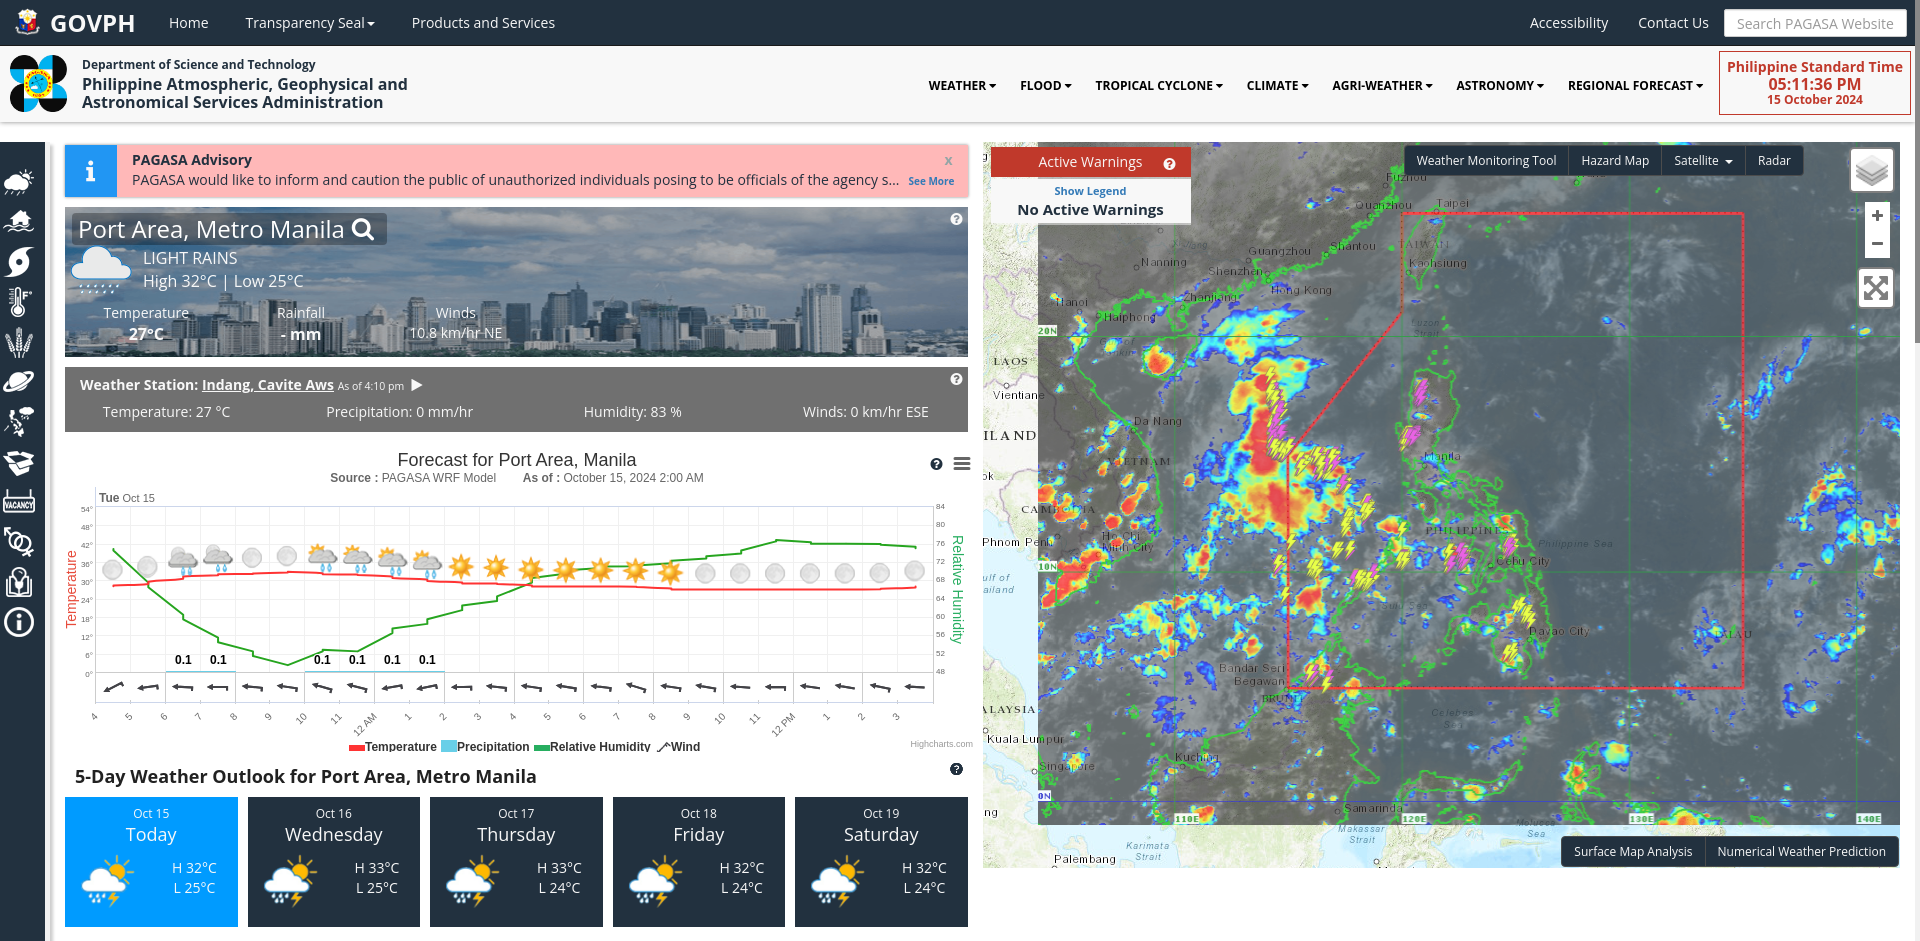 GOVPH
Home
Transparency Seal
Products and Services
Accessibility
Contact Us
Search PAGASA Website
Department of Science and Technology
Philippine Atmospheric, Geophysical and
Astronomical Services Administration
WEATHER
FLOOD
TROPICAL CYCLONE
CLIMATE
AGRI-WEATHER
ASTRONOMY
REGIONAL FORECAST
Philippine Standard Time
05:11:36 PM
15 October 2024
VACANCY
PAGASA Advisory
x
PAGASA would like to inform and caution the public of unauthorized individuals posing to be officials of the agency s...
See More
Port Area, Metro Manila
LIGHT RAINS
High 32°C | Low 25°C
Temperature
Rainfall
Winds
27°C
- mm
10.8 km/hr NE
Weather Station: Indang, Cavite Aws As of 4:10 pm
Temperature: 27 °C
Precipitation: 0 mm/hr
Humidity: 83 %
Winds: 0 km/hr ESE
Forecast for Port Area, Manila
Source : PAGASA WRF Model As of : October 15, 2024 2:00 AM
Tue Oct 15
Temperature
54°
48°
42°
36°
30°
24°
18°
12°
6°
0°
84
80
76
72
68
64
60
56
52
48
Relative Humidity
0.1 0.1 0.1 0.1 0.1 0.1
4 5 6 7 8 9 10 11 12 AM 1 2 3 4 5 6 7 8 9 10 11 12 PM 1 2 3
Temperature Precipitation Relative Humidity Wind
Highcharts.com
5-Day Weather Outlook for Port Area, Metro Manila
Oct 15
Today
H 32°C
L 25°C
Oct 16
Wednesday
H 33°C
L 25°C
Oct 17
Thursday
H 33°C
L 24°C
Oct 18
Friday
H 32°C
L 24°C
Oct 19
Saturday
H 32°C
L 24°C
Active Warnings
Show Legend
No Active Warnings
Weather Monitoring Tool
Hazard Map
Satellite
Radar
+
−
Fuzhou
Quanzhou
Taipei
Shantou
TAIWAN
Guangzhou
Kaohsiung
Nanning
Shenzhen
Hong Kong
Zhanjiang
Hanoi
Haiphong
20N
Luzon
Strait
LAOS
Vientiane
Da Nang
ILAND
VIETNAM
Manila
ok
CAMBODIA
Phnom Penh
Ho Chi
Minh City
PHILIPPINES
Philippine Sea
Cebu City
10N
ulf of
ailand
Davao City
PALAU
Bandar Seri
Begawan
BRUNEI
ALAYSIA
Celebes
Sea
Kuala Lumpur
Kuching
Singapore
0N
Samarinda
110E
120E
130E
140E
ng
Makassar
Strait
Molucca
Sea
Karimata
Strait
Palembang
Surface Map Analysis
Numerical Weather Prediction